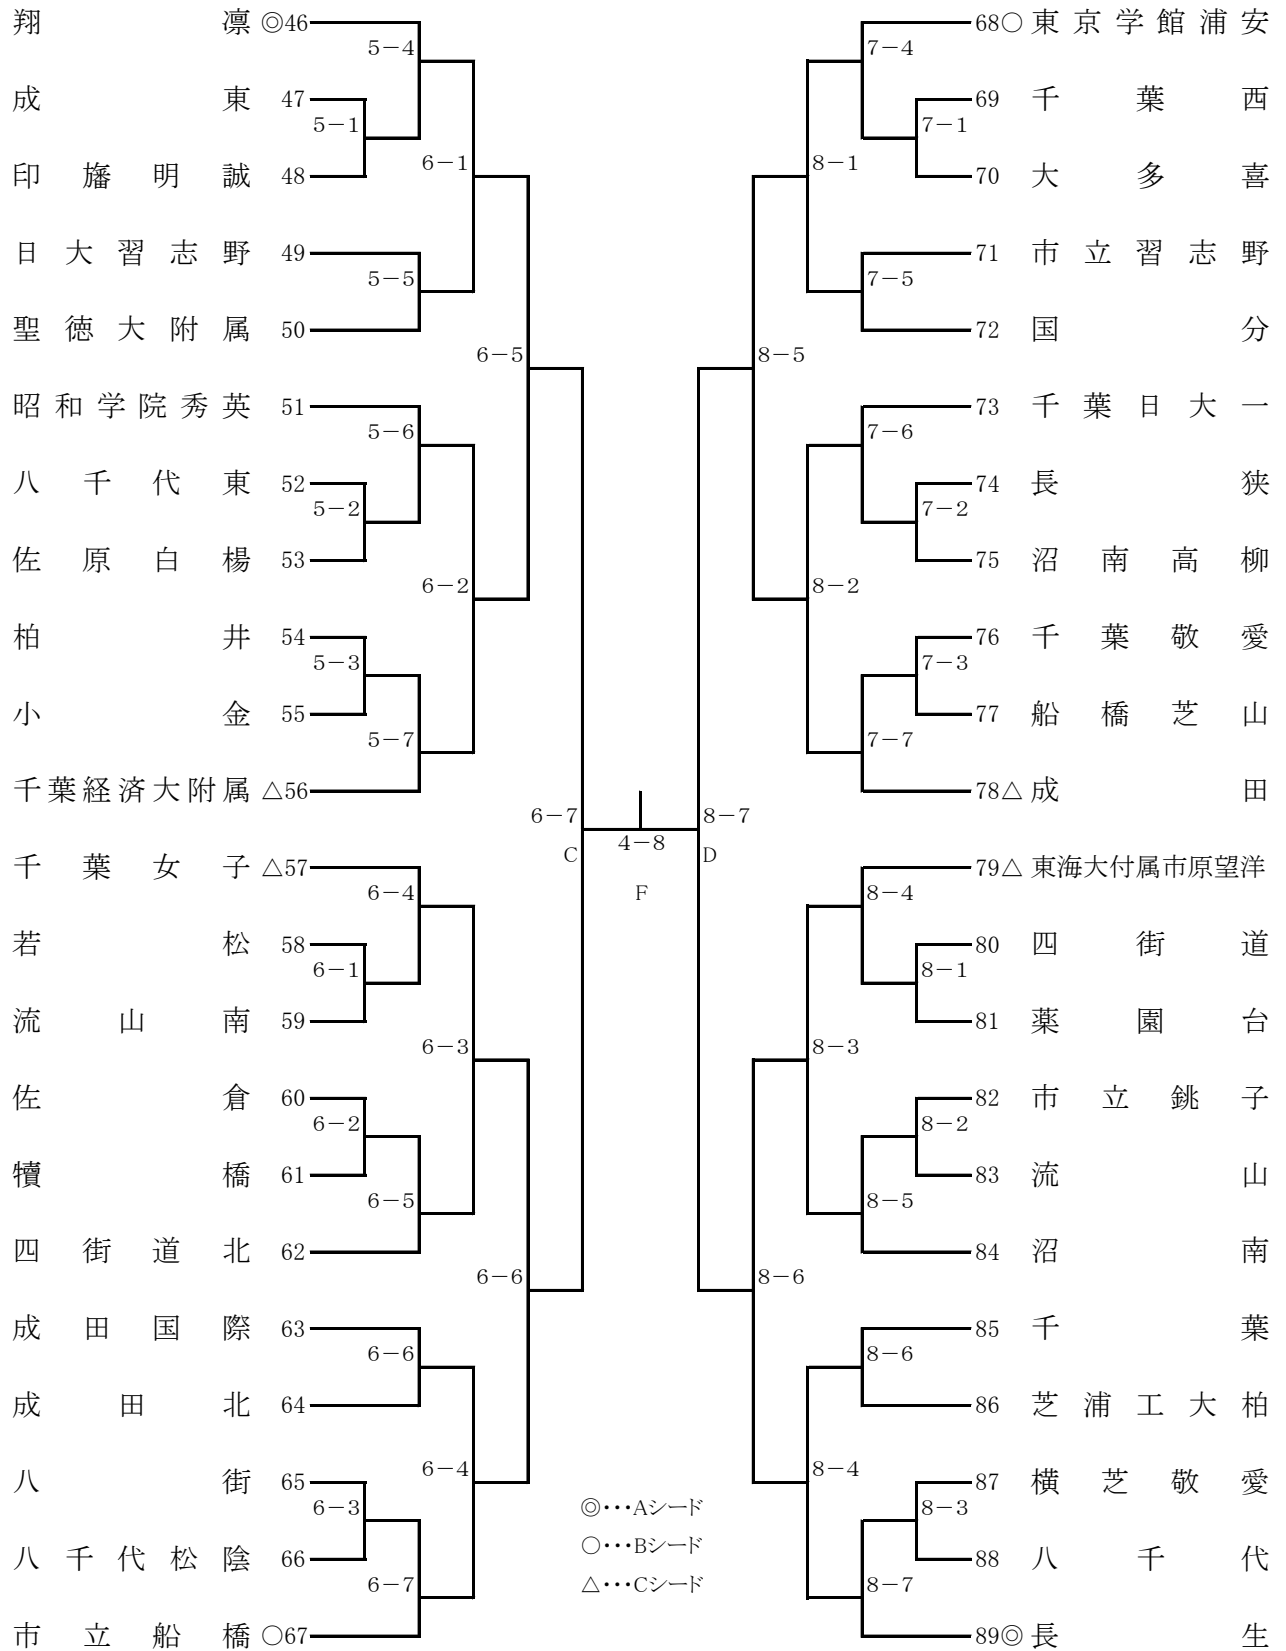 翔凛 ◎46
5−4
成東 47
5−1
印旛明誠 48
6−1
日大習志野 49
5−5
聖徳大附属 50
6−5
昭和学院秀英 51
5−6
八千代東 52
5−2
佐原白楊 53
6−2
柏井 54
5−3
小金 55
5−7
千葉経済大附属 △56
6−7
C
千葉女子 △57
6−4
若松 58
6−1
流山南 59
6−3
佐倉 60
6−2
犢橋 61
6−5
四街道北 62
6−6
成田国際 63
6−6
成田北 64
八街 65
6−4
6−3
八千代松陰 66
6−7
市立船橋 ○67
4−8
F
◎・・・Aシード
○・・・Bシード
△・・・Cシード
68○ 東京学館浦安
7−4
69 千葉西
7−1
70 大多喜
8−1
71 市立習志野
7−5
72 国分
8−5
73 千葉日大一
7−6
74 長狭
7−2
75 沼南高柳
8−2
76 千葉敬愛
7−3
77 船橋芝山
7−7
78△ 成田
8−7
D
79△ 東海大付属市原望洋
8−4
80 四街道
8−1
81 薬園台
8−3
82 市立銚子
8−2
83 流山
8−5
84 沼南
8−6
85 千葉
8−6
86 芝浦工大柏
8−4
87 横芝敬愛
8−3
88 八千代
8−7
89◎ 長生